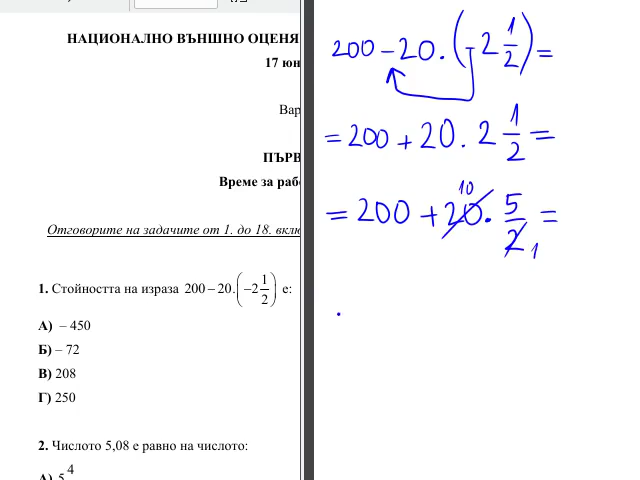 НАЦИОНАЛНО ВЪНШНО ОЦЕНЯ
17 юн
Вар
ПЪРВ
Време за рабо
Отговорите на задачите от 1. до 18. вклю
1. Стойността на израза 200 – 20.(–2 1/2) е:
А) – 450
Б) – 72
В) 208
Г) 250
2. Числото 5,08 е равно на числото:
А) 5 4
200 – 20 . (– 2 1/2) =
= 200 + 20 . 2 1/2 =
10
= 200 + 20 . 5/2 =
1